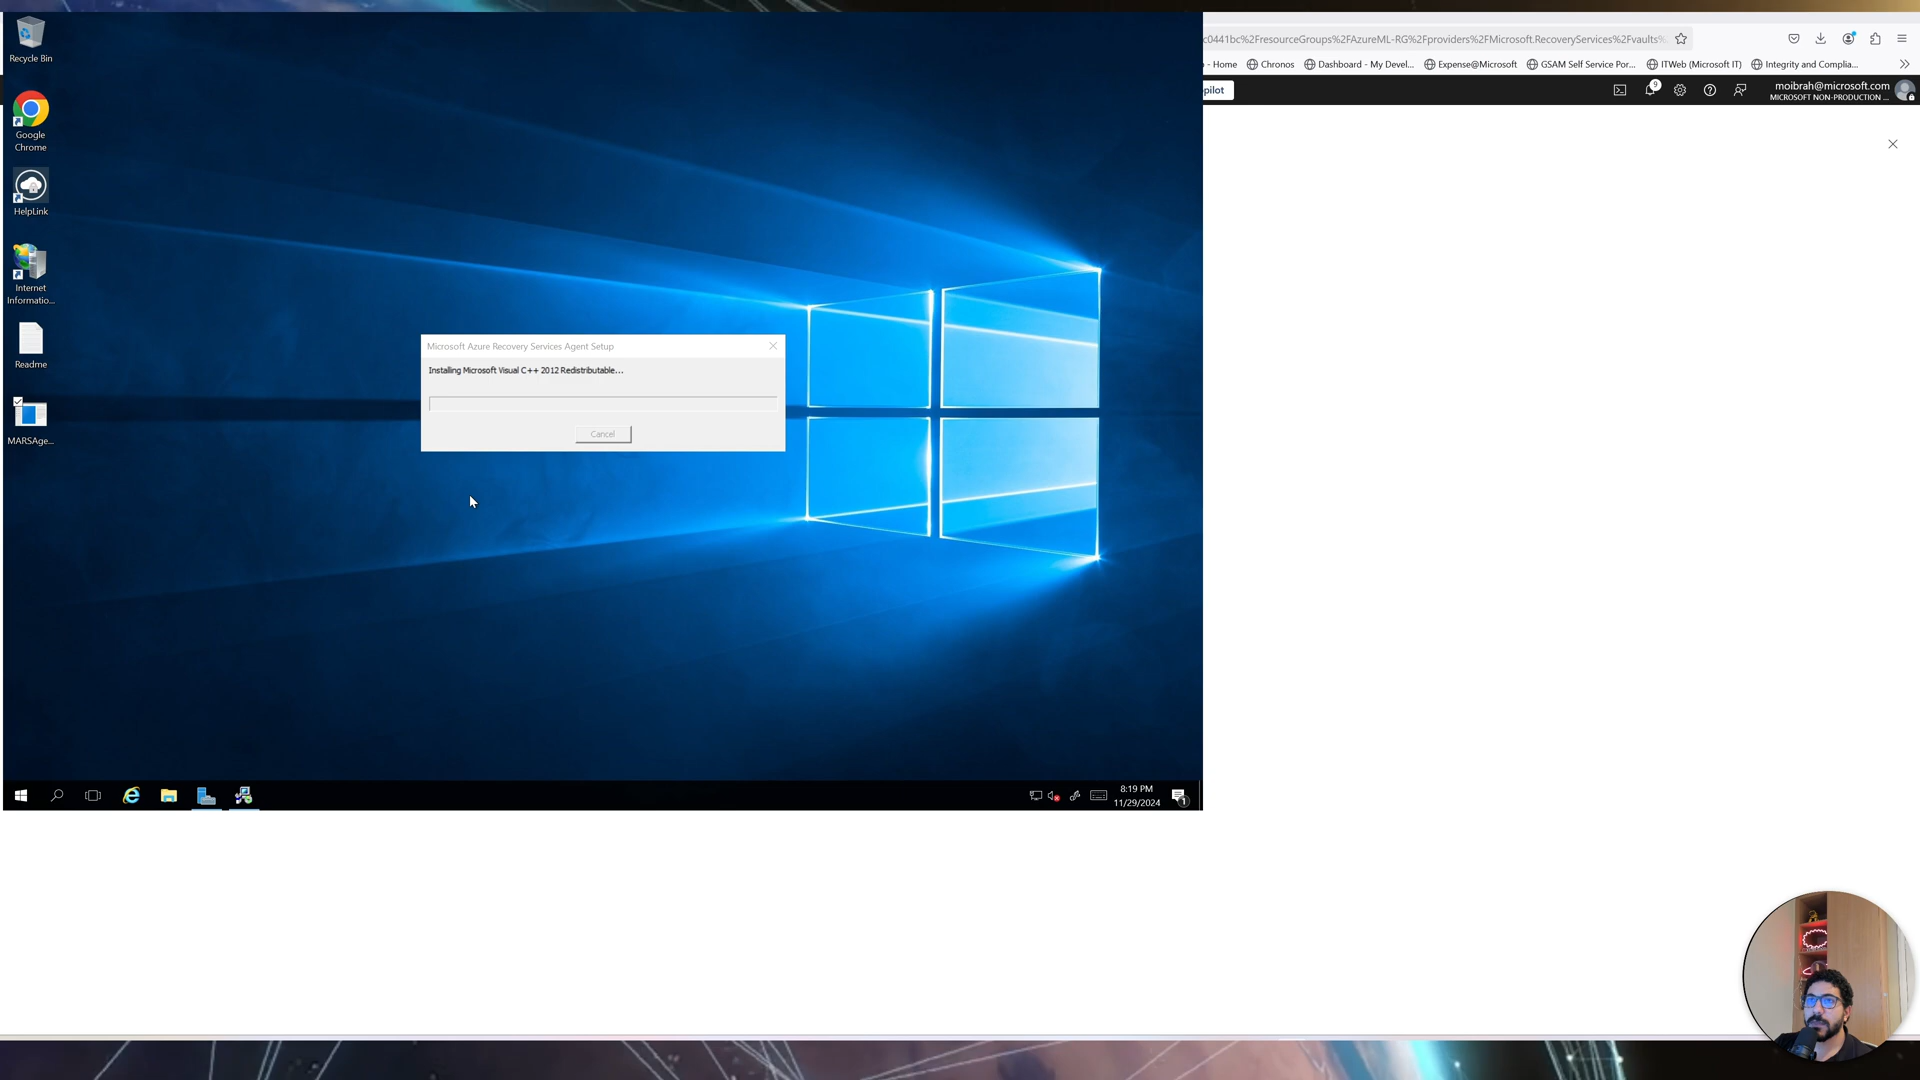 Recycle Bin
Google
Chrome
HelpLink
Internet
Informatio...
Readme
MARSAge...
Microsoft Azure Recovery Services Agent Setup
Installing Microsoft Visual C++ 2012 Redistributable...
Cancel
8:19 PM
11/29/2024
1
c0441bc%2FresourceGroups%2FAzureML-RG%2Fproviders%2FMicrosoft.RecoveryServices%2Fvaults%
- Home
Chronos
Dashboard - My Devel...
Expense@Microsoft
GSAM Self Service Por...
ITWeb (Microsoft IT)
Integrity and Complia...
pilot
9
moibrah@microsoft.com
MICROSOFT NON-PRODUCTION ...